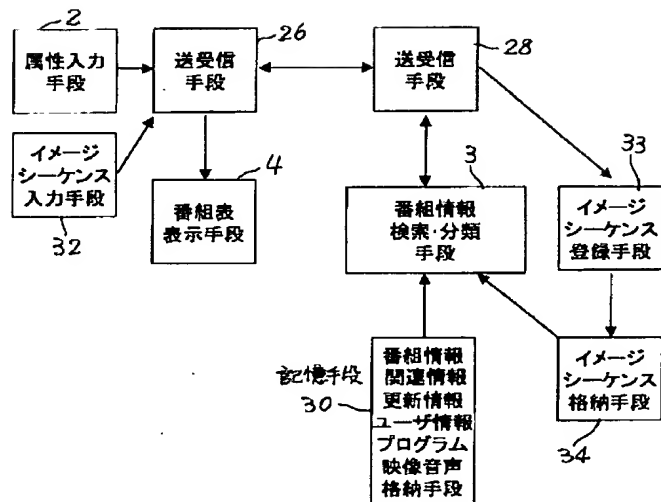 2
属性入力
手段
26
送受信
手段
28
送受信
手段
イメージ
シーケンス
入力手段
32
4
番組表
表示手段
3
番組情報
検索・分類
手段
33
イメージ
シーケンス
登録手段
記憶手段
30
番組情報
関連情報
更新情報
ユーザ情報
プログラム
映像音声
格納手段
イメージ
シーケンス
格納手段
34